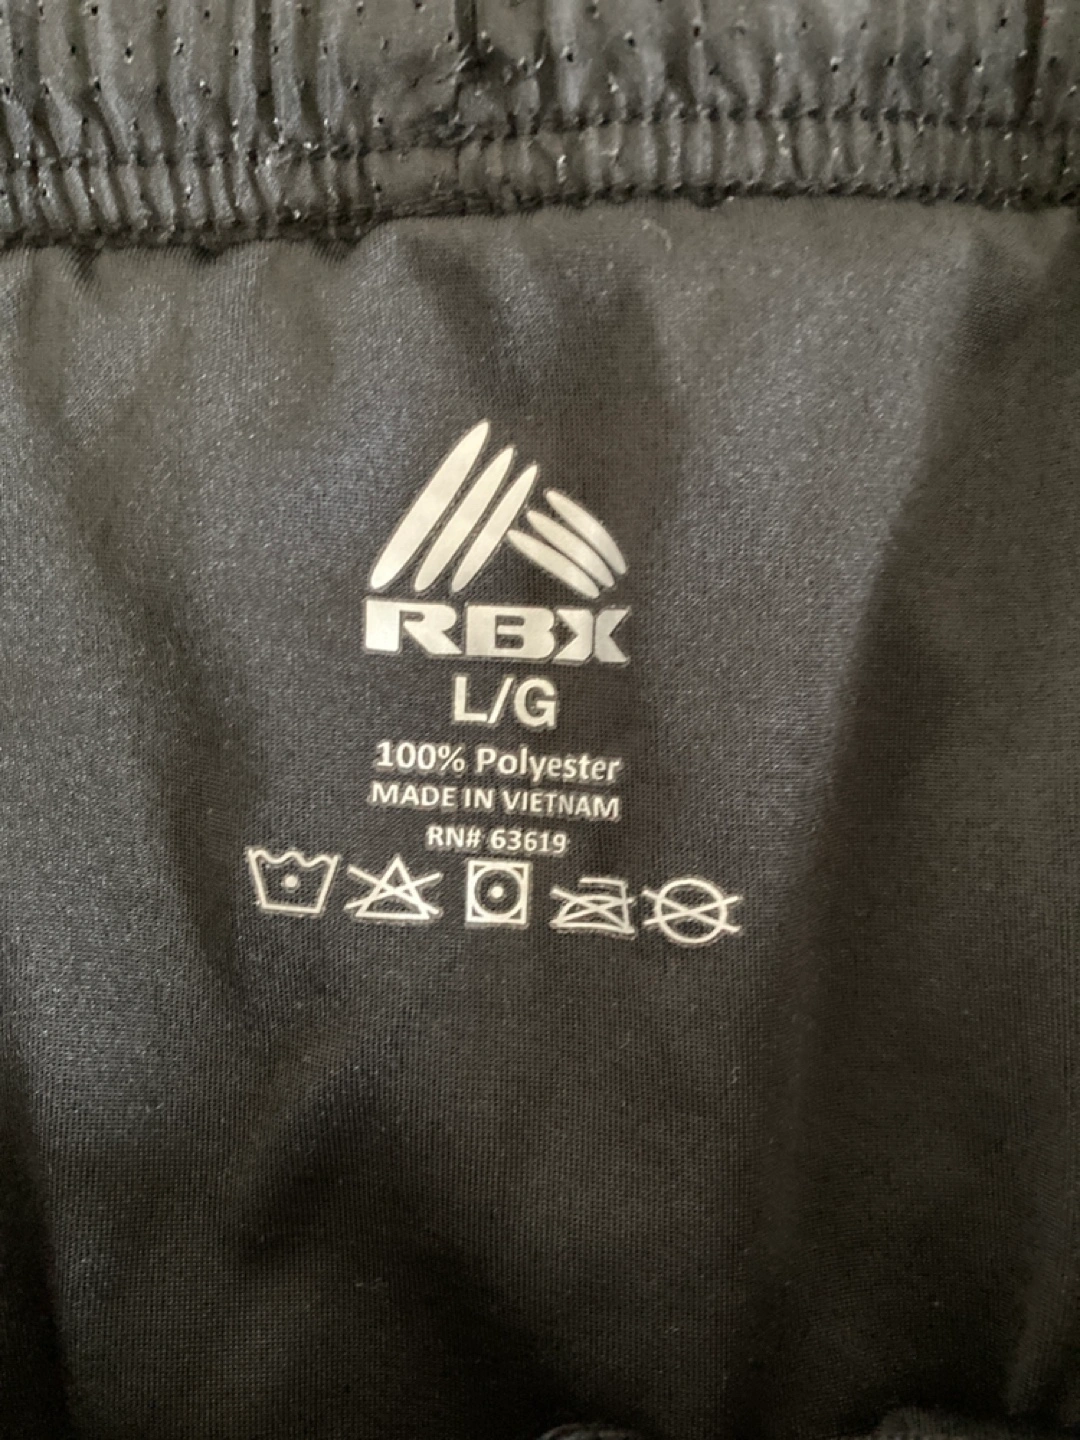 RBX
L/G
100% Polyester
MADE IN VIETNAM
RN# 63619